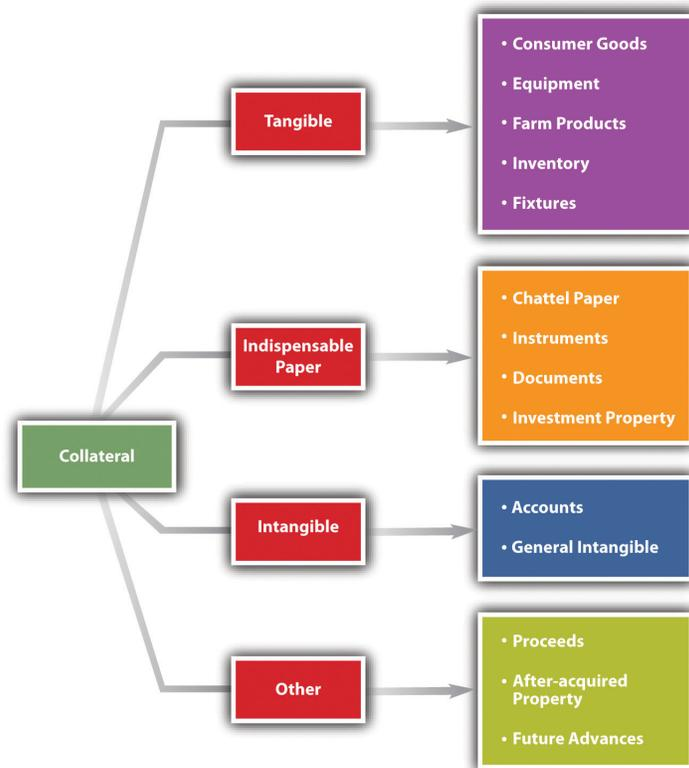 Collateral
Tangible
• Consumer Goods
• Equipment
• Farm Products
• Inventory
• Fixtures
Indispensable
Paper
• Chattel Paper
• Instruments
• Documents
• Investment Property
Intangible
• Accounts
• General Intangible
Other
• Proceeds
• After-acquired
Property
• Future Advances